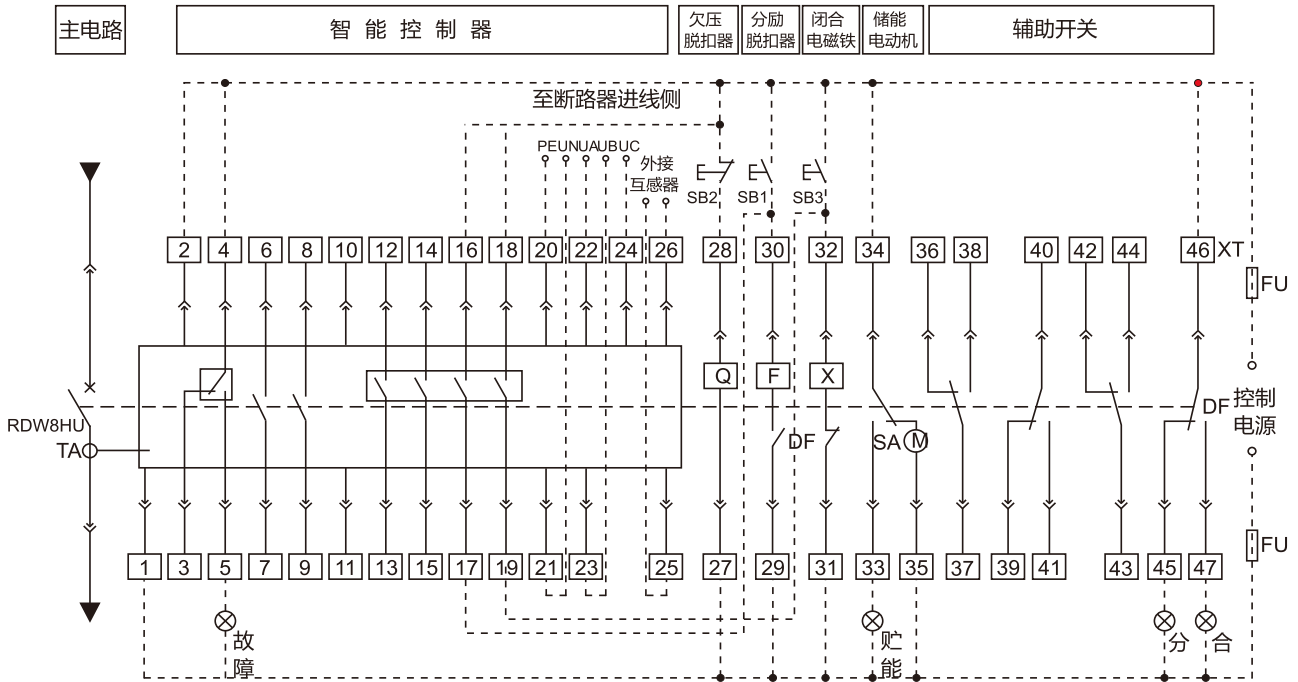 主电路 智能控制器 欠压脱扣器 分励脱扣器 闭合电磁铁 储能电动机 辅助开关
至断路器进线侧
PE UN UA UB UC
外接
互感器
SB2 SB1 SB3
2 4 6 8 10 12 14 16 18 20 22 24 26 28 30 32 34 36 38 40 42 44 46 XT
FU
Q F X
控制
电源
DF
RDW8HU
TA
DF
SA M
FU
1 3 5 7 9 11 13 15 17 19 21 23 25 27 29 31 33 35 37 39 41 43 45 47
故障
贮能
分
合